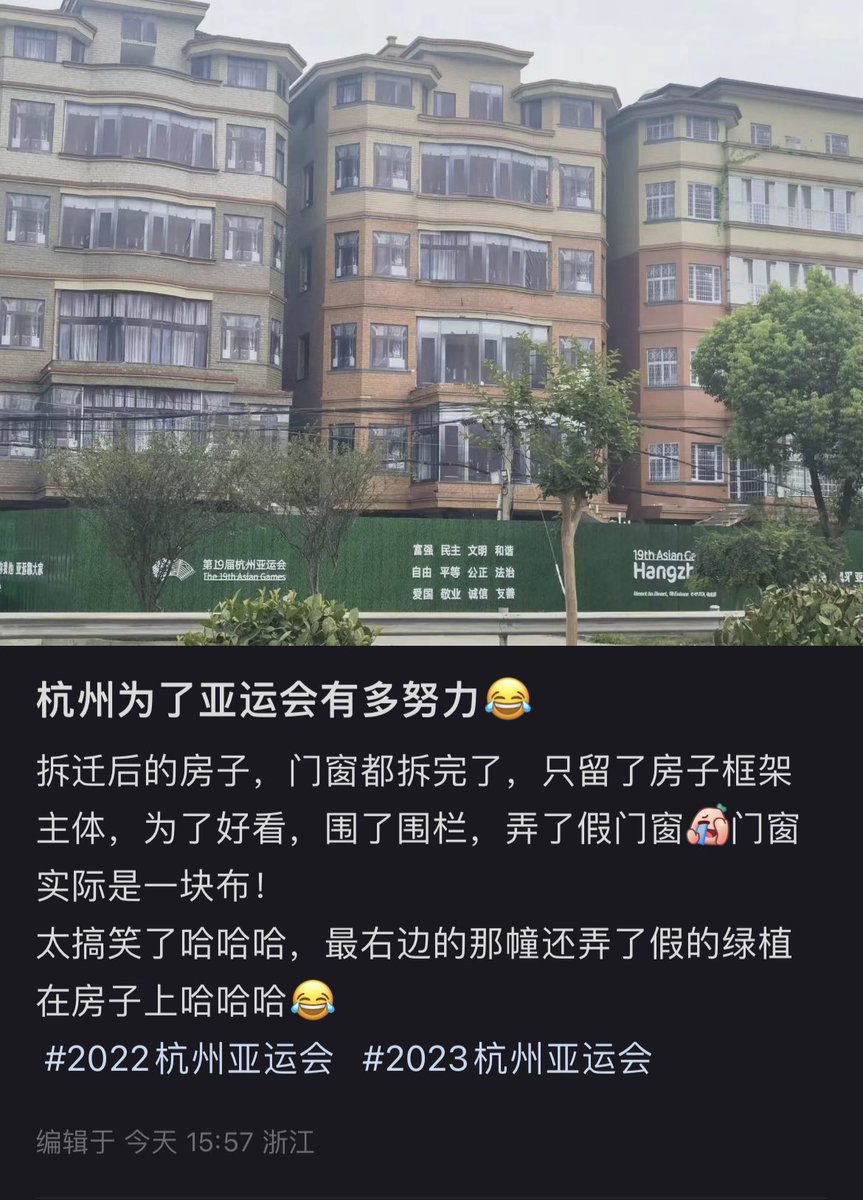 亚运靠大家
第19届杭州亚运会
The 19th Asian Games
富强 民主 文明 和谐
自由 平等 公正 法治
爱国 敬业 诚信 友善
19th Asian Ga
Hangzh
杭州为了亚运会有多努力😂
拆迁后的房子，门窗都拆完了，只留了房子框架
主体，为了好看，围了围栏，弄了假门窗门窗
实际是一块布！
太搞笑了哈哈哈，最右边的那幢还弄了假的绿植
在房子上哈哈哈😂
#2022杭州亚运会 #2023杭州亚运会
编辑于 今天 15:57 浙江